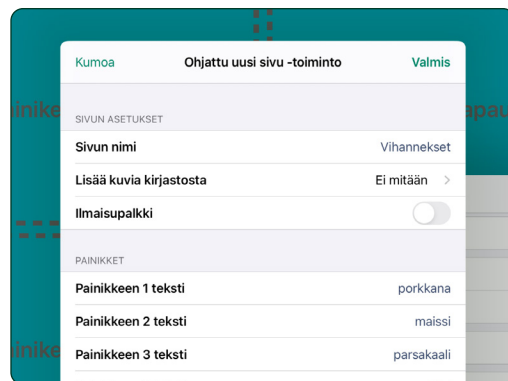 Kumoa Ohjattu uusi sivu -toiminto Valmis
SIVUN ASETUKSET
Sivun nimi Vihannekset
Lisää kuvia kirjastosta Ei mitään
Ilmaisupalkki
PAINIKKET
Painikkeen 1 teksti porkkana
Painikkeen 2 teksti maissi
Painikkeen 3 teksti parsakaali